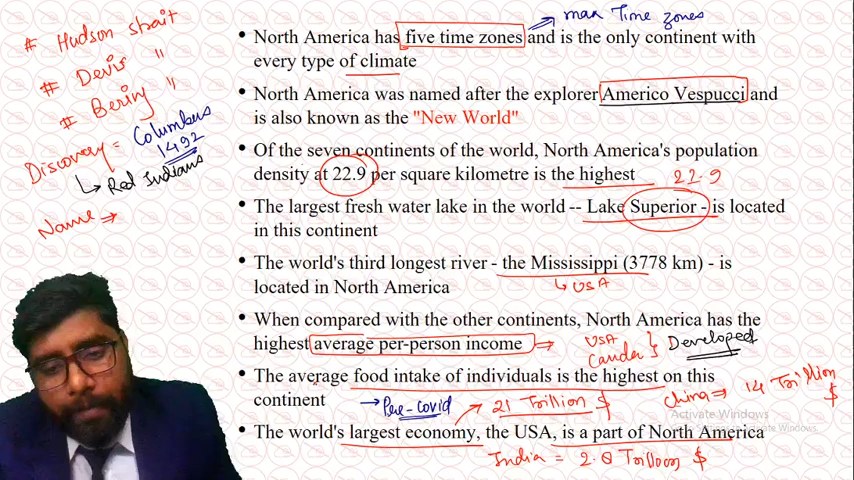 # Hudson strait
# Devis "
# Bering "
Discovery = Columbus
1492
↳ Red Indians
Name ⇒
⇒ max Time zones
• North America has five time zones and is the only continent with
every type of climate
• North America was named after the explorer Americo Vespucci and
is also known as the "New World"
• Of the seven continents of the world, North America's population
density at 22.9 per square kilometre is the highest 22.9
• The largest fresh water lake in the world -- Lake Superior - is located
in this continent
• The world's third longest river - the Mississippi (3778 km) - is
↳ USA
located in North America
• When compared with the other continents, North America has the
highest average per-person income → USA
Canda } Developed
• The average food intake of individuals is the highest on this
continent → Pre-covid → 21 Trillion $ China ⇒ 14 Trillion $
Activate Windows
• The world's largest economy, the USA, is a part of North America
India = 2.8 Trillion $